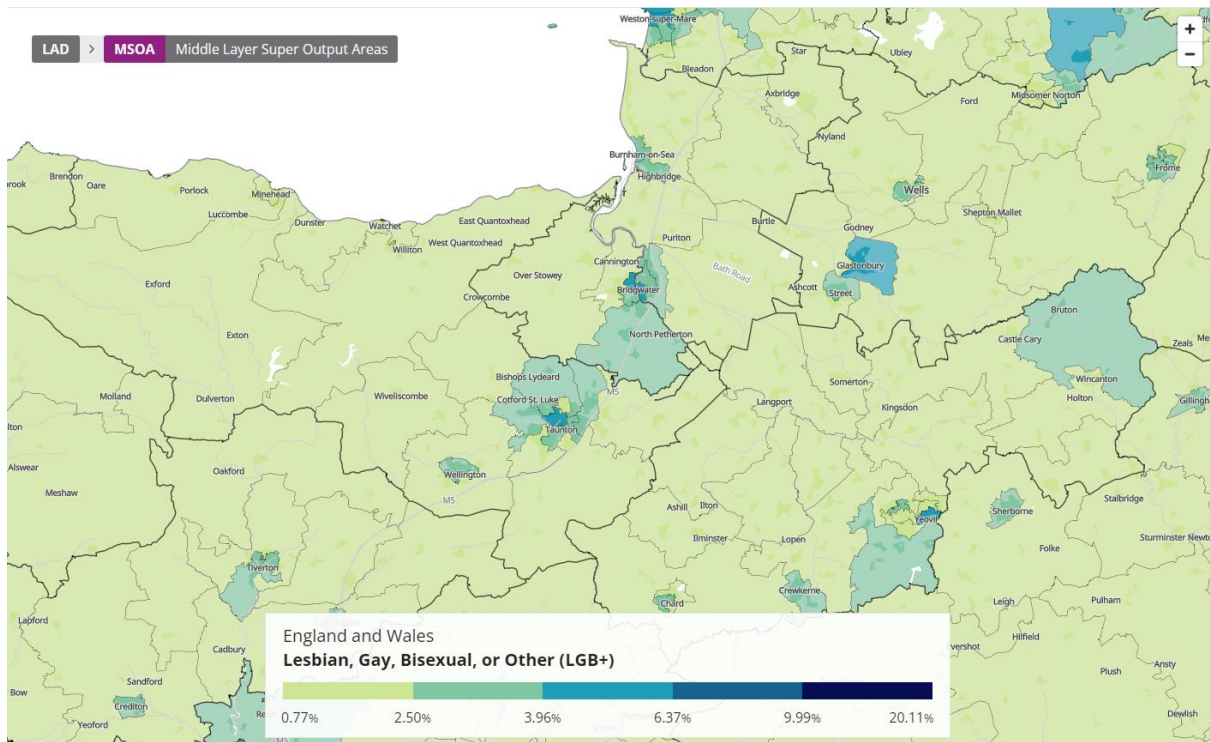 Weston-super-Mare
LAD > MSOA Middle Layer Super Output Areas
+
−
Star
Ubley
Bleadon
Axbridge
Ford
Midsomer Norton
Nyland
Burnham-on-Sea
Highbridge
Frome
Brendon
Oare
Porlock
Minehead
Wells
Luccombe
Dunster
Watchet
East Quantoxhead
Burtle
Godney
Shepton Mallet
Williton
West Quantoxhead
Puriton
Cannington
Bath Road
Glastonbury
Over Stowey
Exford
Crowcombe
Bridgwater
Ashcott
Street
Bruton
Exton
North Petherton
Castle Cary
Zeals
Bishops Lydeard
Somerton
Wincanton
Molland
Dulverton
Wiveliscombe
Cotford St. Luke
M5
Langport
Kingsdon
Holton
Taunton
Alswear
Oakford
Wellington
Meshaw
M5
Ashill
Ilton
Yeovil
Sherborne
Stalbridge
Ilminster
Lopen
Folke
Sturminster Newto
Tiverton
Crewkerne
Chard
Leigh
Pulham
Lapford
Cadbury
Hilfield
Sandford
Plush
Ansty
Bow
Crediton
Yeoford
Dewlish
M5
England and Wales
Lesbian, Gay, Bisexual, or Other (LGB+)
0.77% 2.50% 3.96% 6.37% 9.99% 20.11%